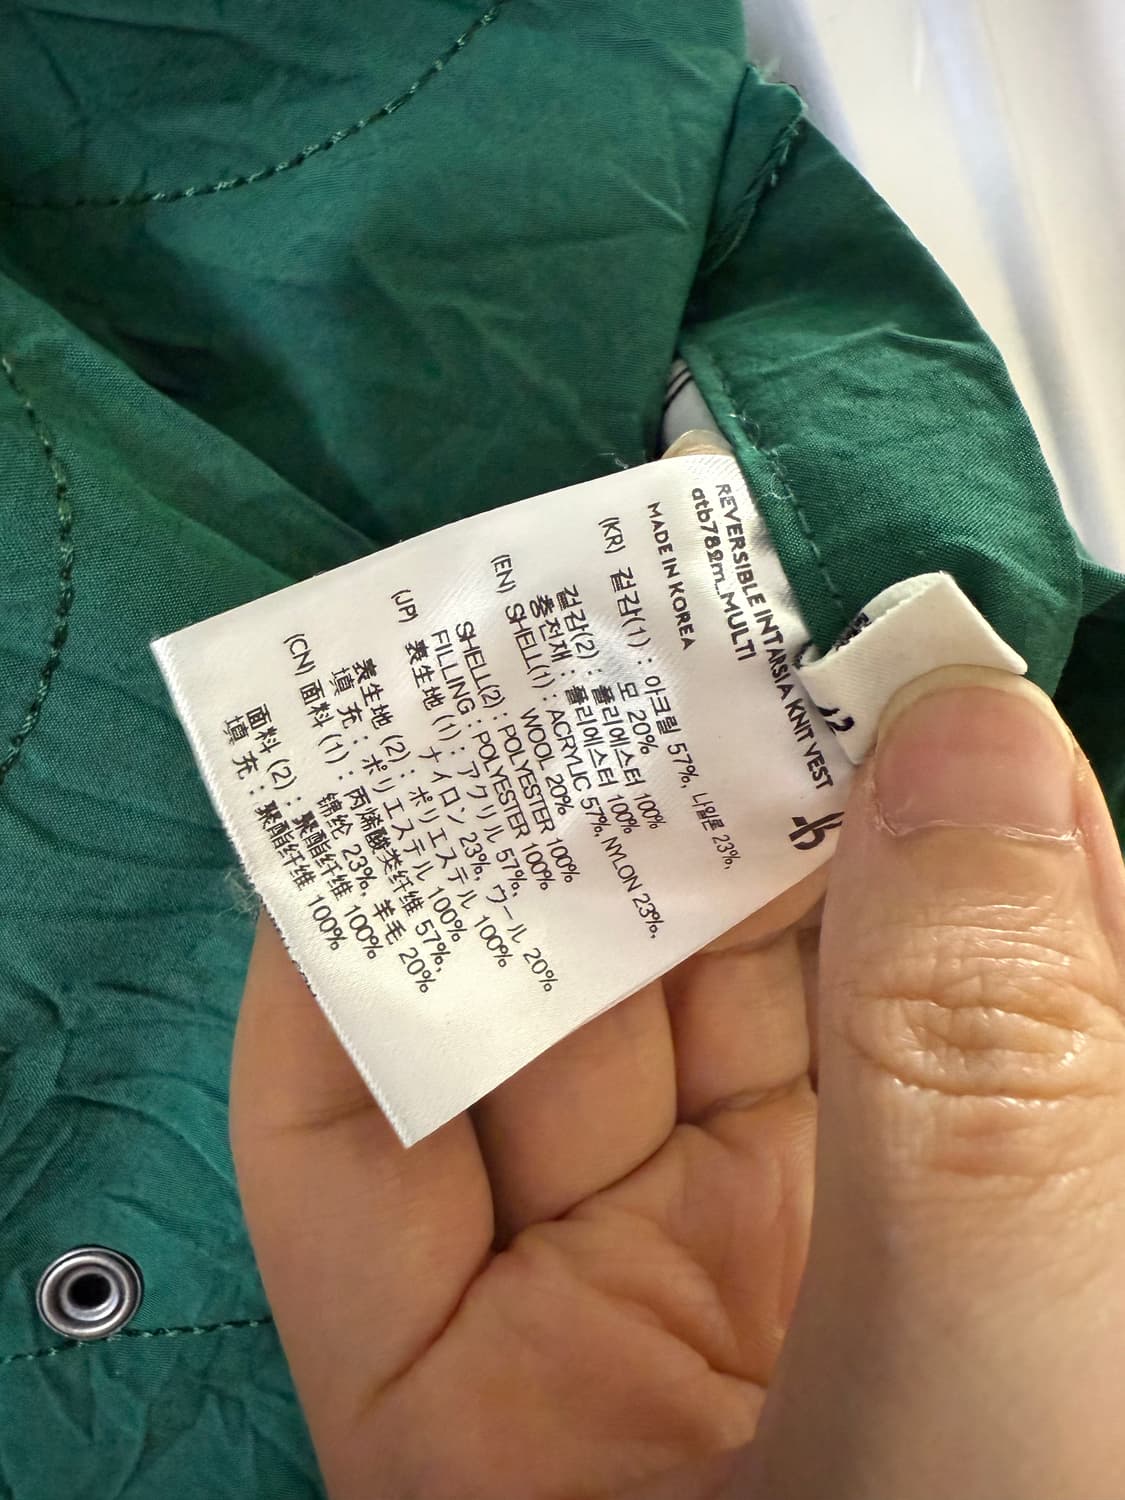 REVERSIBLE INTARSIA KNIT VEST
atb789m_MULTI
MADE IN KOREA
(KR) 겉감(1) : 아크릴 57%, 나일론 23%,
모 20%
겉감(2) : 폴리에스터 100%
충전재 : 폴리에스터 100%
(EN) SHELL(1) : ACRYLIC 57%, NYLON 23%,
WOOL 20%
SHELL(2) : POLYESTER 100%
FILLING : POLYESTER 100%
(JP) 表生地 (1) : アクリル 57%,
ナイロン 23%, ウール 20%
表生地 (2) : ポリエステル 100%
填 充 : ポリエステル 100%
(CN) 面料 (1) : 丙烯酸类纤维 57%,
锦纶 23%, 羊毛 20%
面料 (2) : 聚酯纤维 100%
填 充 : 聚酯纤维 100%